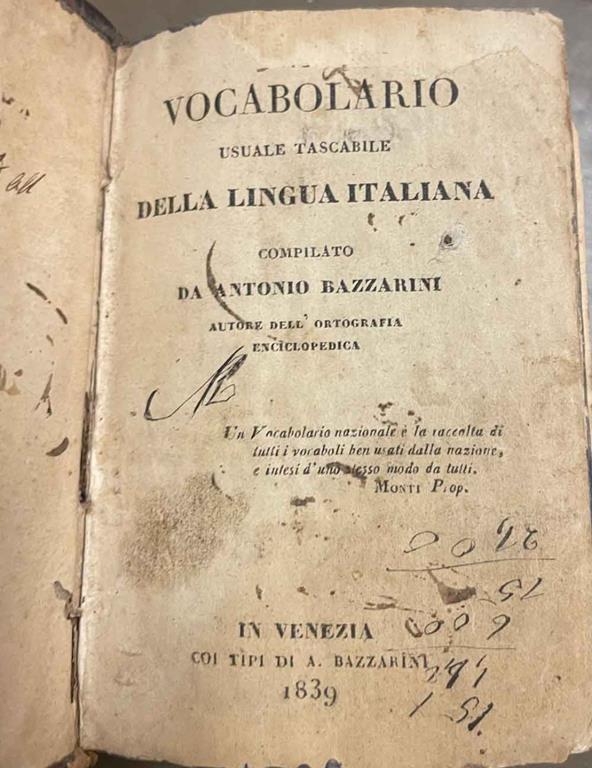 VOCABOLARIO
USUALE TASCABILE
DELLA LINGUA ITALIANA
COMPILATO
DA ANTONIO BAZZARINI
AUTORE DELL' ORTOGRAFIA
ENCICLOPEDICA
Un Vocabolario nazionale è la raccolta di
tutti i vocaboli ben usati dalla nazione,
e intesi d'uno stesso modo da tutti.
MONTI Prop.
IN VENEZIA
COI TIPI DI A. BAZZARINI
1839